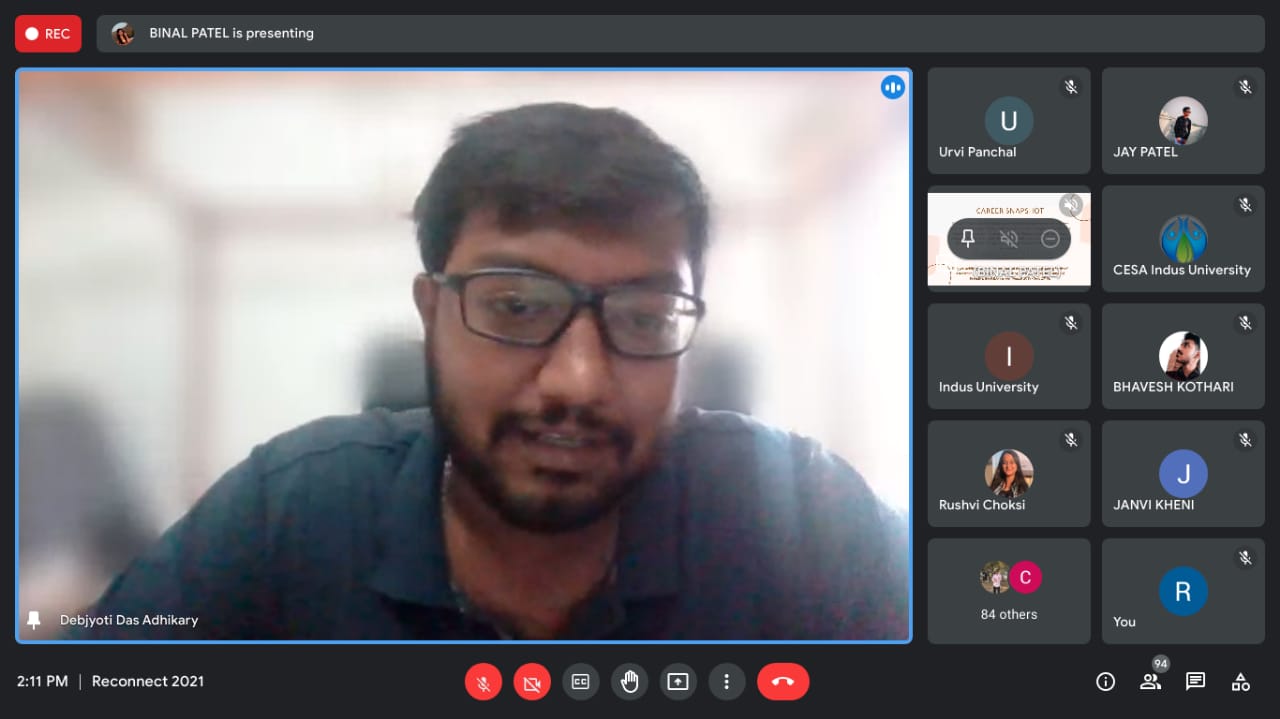 REC
BINAL PATEL is presenting
U
Urvi Panchal
JAY PATEL
CAREER SNAPSHOT
CESA Indus University
I
Indus University
BHAVESH KOTHARI
Rushvi Choksi
J
JANVI KHENI
C
84 others
R
You
Debjyoti Das Adhikary
2:11 PM | Reconnect 2021
CC
94